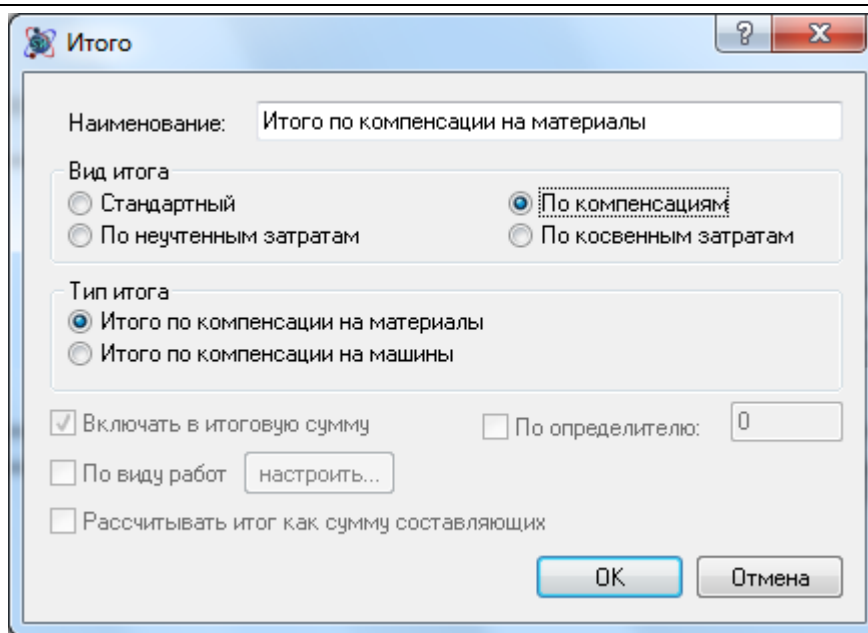 Итого
Наименование: Итого по компенсации на материалы
Вид итога
Стандартный По компенсациям
По неучтенным затратам По косвенным затратам
Тип итога
Итого по компенсации на материалы
Итого по компенсации на машины
Включать в итоговую сумму По определителю: 0
По виду работ настроить...
Рассчитывать итог как сумму составляющих
OK Отмена